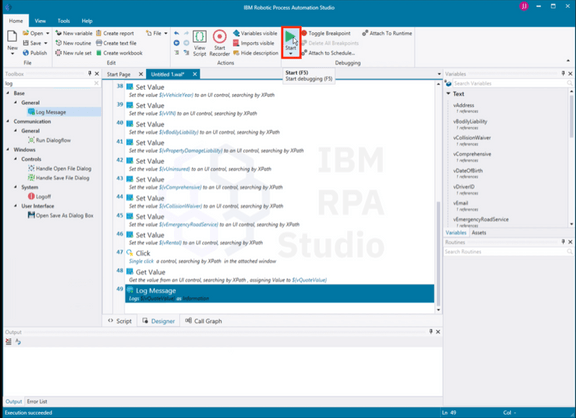 IBM Robotic Process Automation Studio
JJ
Home View Tools Help
New
Open
Save
Publish
File
New variable
New routine
New rule set
Create report
Create text file
Create workbook
Edit
File
View Script
Start Recorder
Variables visible
Imports visible
Hide description
Actions
Start
Toggle Breakpoint
Delete All Breakpoints
Attach to Schedule...
Attach To Runtime
Debugging
Start (F5)
Start debugging (F5)
Toolbox
log
Base
General
Log Message
Communication
General
Run Dialogflow
Windows
Controls
Handle Open File Dialog
Handle Save File Dialog
System
Logoff
User Interface
Open Save As Dialog Box
Start Page
Untitled 1.wal*
38 Set Value
Set the value ${vVehicleYear} to an UI control, searching by XPath
39 Set Value
Set the value ${vVIN} to an UI control, searching by XPath
40 Set Value
Set the value ${vBodilyLiability} to an UI control, searching by XPath
41 Set Value
Set the value ${vPropertyDamageLiability} to an UI control, searching by XPath
42 Set Value
Set the value ${vUninsured} to an UI control, searching by XPath
43 Set Value
Set the value ${vComprehensive} to an UI control, searching by XPath
44 Set Value
Set the value ${vCollisionWaiver} to an UI control, searching by XPath
45 Set Value
Set the value ${vEmergencyRoadService} to an UI control, searching by XPath
46 Set Value
Set the value ${vRental} to an UI control, searching by XPath
47 Click
Single click a control, searching by XPath in the attached window
48 Get Value
Get the value from an UI control, searching by XPath , assigning Value to ${vQuoteValue}
49 Log Message
Logs ${vQuoteValue} as Information
IBM
RPA
Studio
Script Designer Call Graph
Variables
Search Variables
Text
vAddress
1 references
vBodilyLiability
1 references
vCollisionWaiver
1 references
vComprehensive
1 references
vDateOfBirth
1 references
vDriverID
1 references
vEmail
1 references
vEmergencyRoadService
1 references
Variables Assets
Routines
Search Routines
Output
Output Error List
Execution succeeded
Ln: 49 Col: -